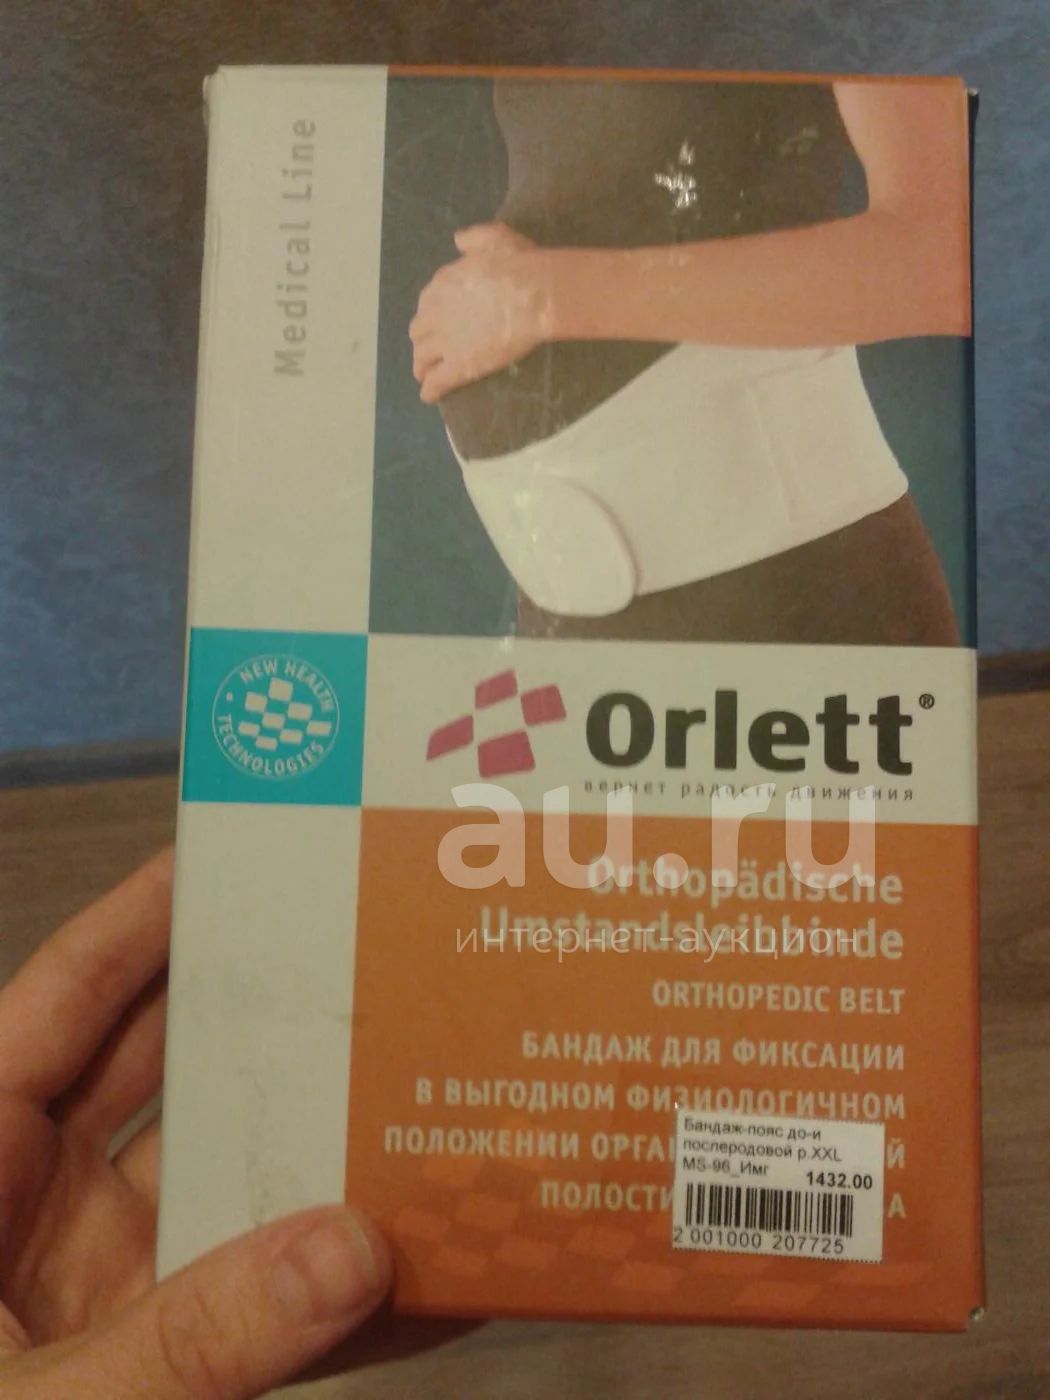 Medical Line
NEW HEALTH
TECHNOLOGIES
Orlett®
вернет радость движения
au.ru
интернет-аукцион
Orthopädische
Umstandsleibbinde
ORTHOPEDIC BELT
БАНДАЖ ДЛЯ ФИКСАЦИИ
В ВЫГОДНОМ ФИЗИОЛОГИЧНОМ
ПОЛОЖЕНИИ
ПОЛОСТИ
Бандаж-пояс до-и
послеродовой р.XXL
MS-96_Имг
1432.00
2 001000 207725